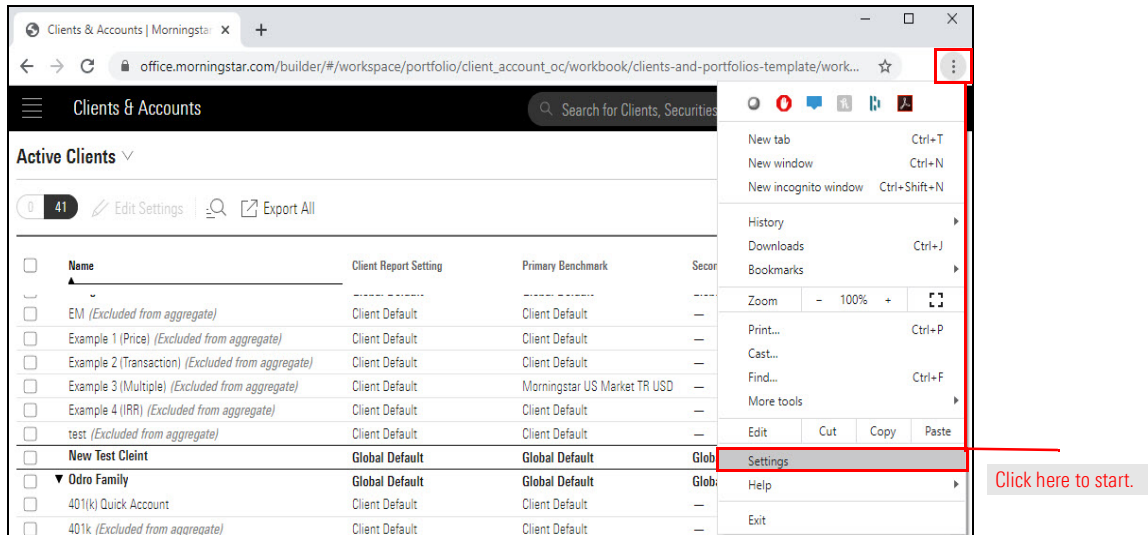 Clients & Accounts | Morningsta
office.morningstar.com/builder/#/workspace/portfolio/client_account_oc/workbook/clients-and-portfolios-template/work...
Clients & Accounts
Search for Clients, Securities
Active Clients
0 41 Edit Settings Export All
Name Client Report Setting Primary Benchmark Secon
EM (Excluded from aggregate) Client Default Client Default —
Example 1 (Price) (Excluded from aggregate) Client Default Client Default —
Example 2 (Transaction) (Excluded from aggregate) Client Default Client Default —
Example 3 (Multiple) (Excluded from aggregate) Client Default Morningstar US Market TR USD —
Example 4 (IRR) (Excluded from aggregate) Client Default Client Default —
test (Excluded from aggregate) Client Default Client Default —
New Test Cleint Global Default Global Default Glob
Odro Family Global Default Global Default Globa
401(k) Quick Account Client Default Client Default —
401k (Excluded from aggregate) Client Default Client Default —
New tab Ctrl+T
New window Ctrl+N
New incognito window Ctrl+Shift+N
History
Downloads Ctrl+J
Bookmarks
Zoom - 100% +
Print... Ctrl+P
Cast...
Find... Ctrl+F
More tools
Edit Cut Copy Paste
Settings
Help
Exit
Click here to start.